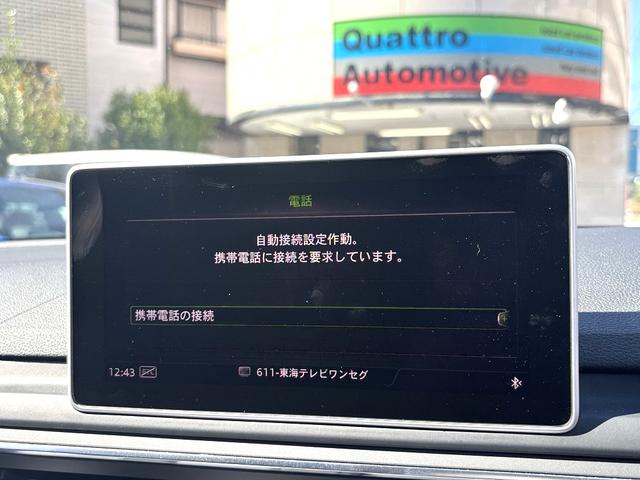 Quattro
Automotive
電話
自動接続設定作動。
携帯電話に接続を要求しています。
携帯電話の接続
12:43
611-東海テレビワンセグ